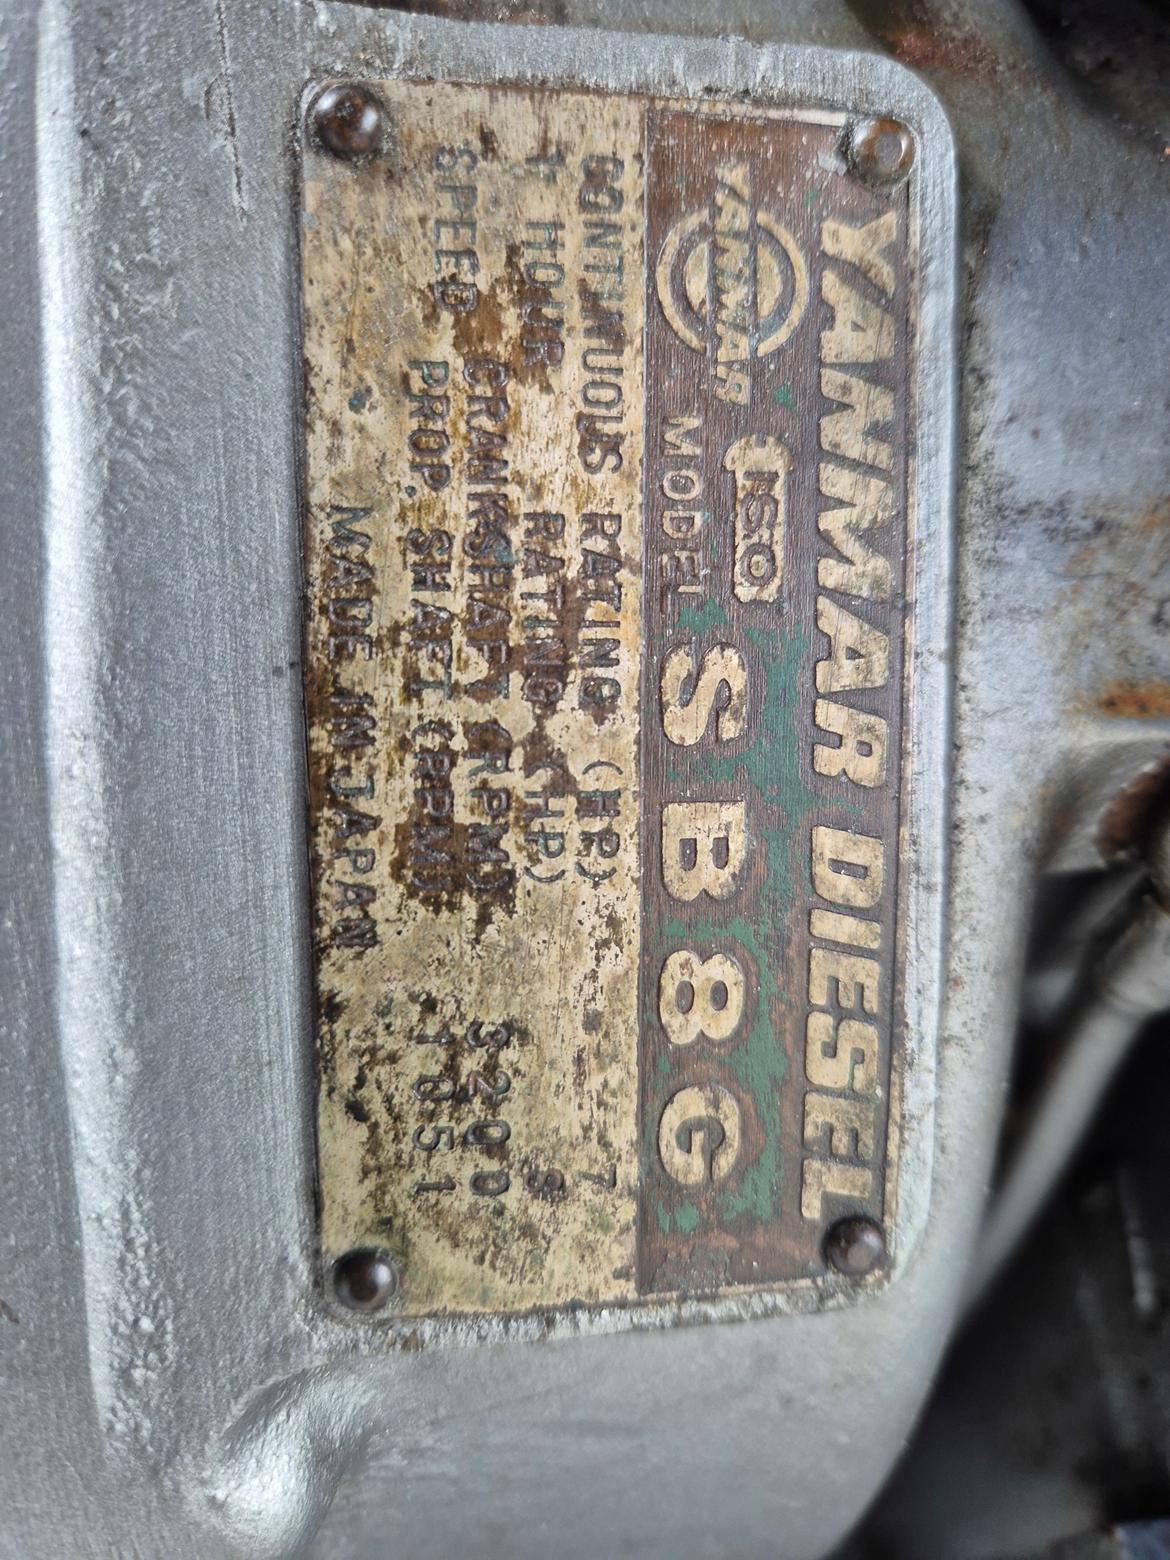 YANMAR DIESEL
YANMAR
ISO
MODEL SB8G
CONTINUOUS RATING (HP) 7
1 HOUR RATING (HP) 8
SPEED CRANKSHAFT (RPM) 3200
PROP. SHAFT (RPM) 1051
MADE IN JAPAN